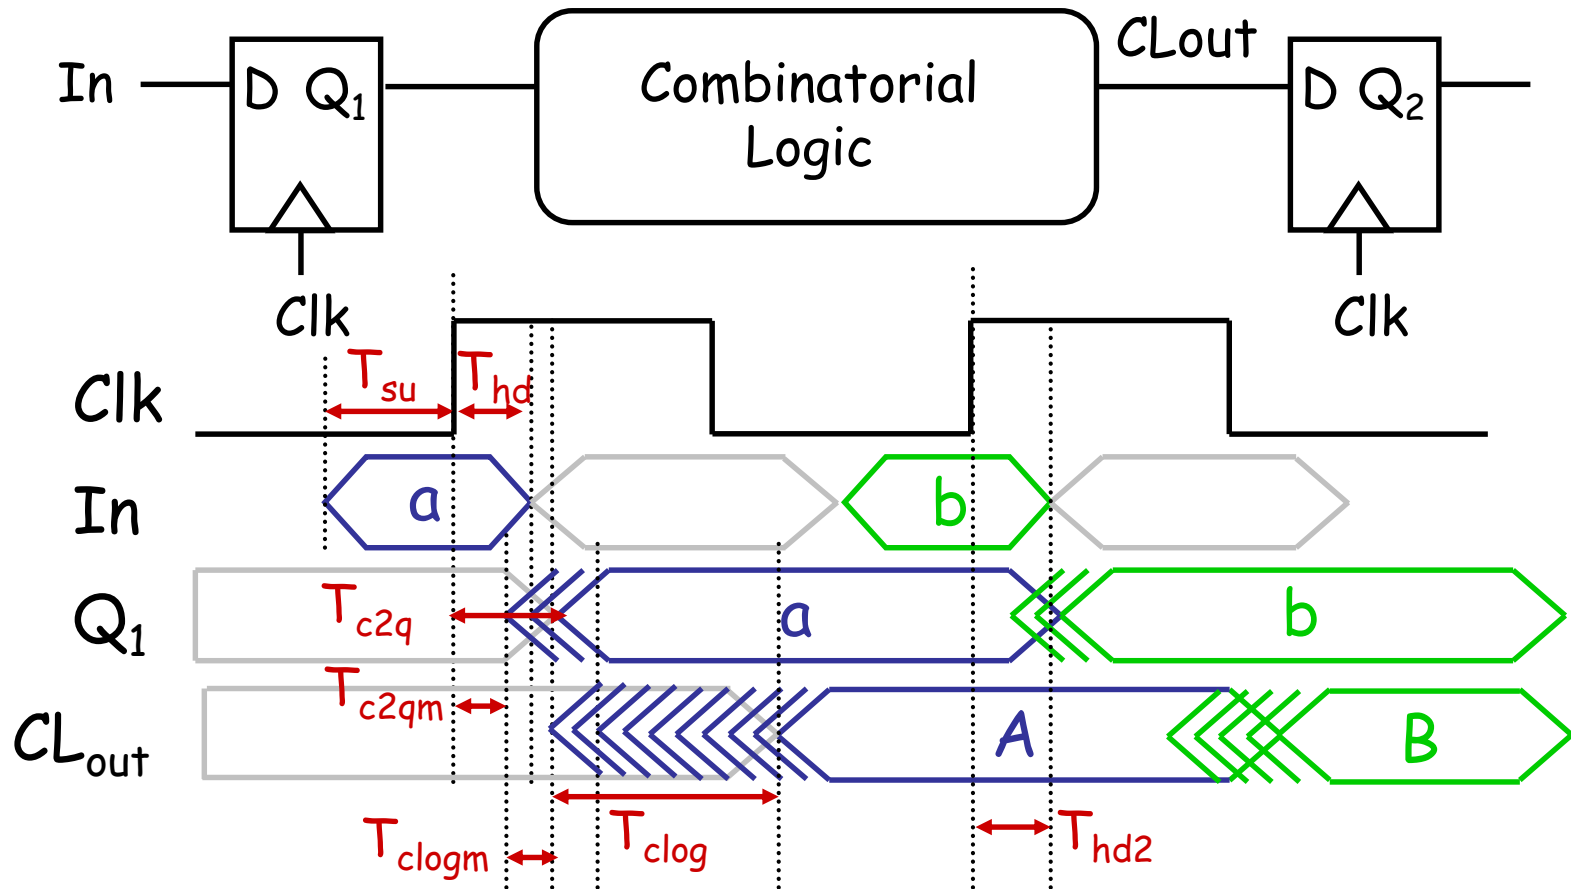 In
D Q1
Clk
Combinatorial
Logic
CLout
D Q2
Clk
Clk
Tsu
Thd
In
a
b
Q1
Tc2q
a
b
Tc2qm
CLout
A
B
Tclogm
Tclog
Thd2